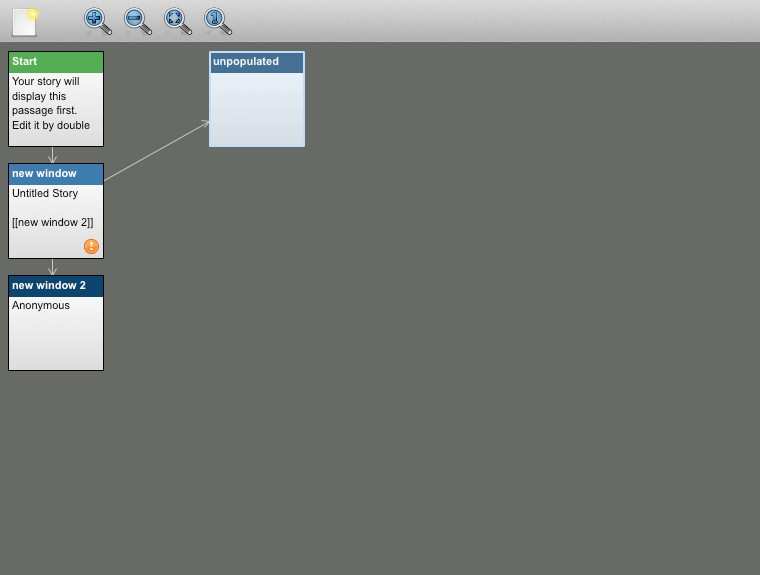 Start
Your story will
display this
passage first.
Edit it by double
unpopulated
new window
Untitled Story
[[new window 2]]
!
new window 2
Anonymous